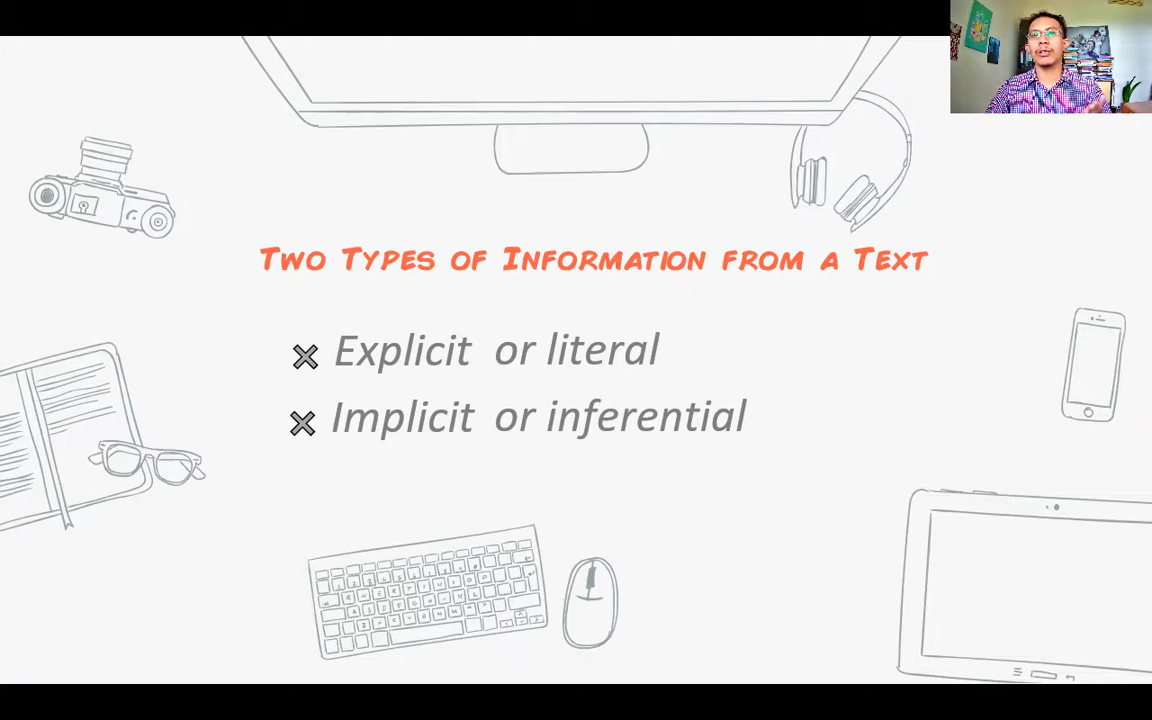 Two Types of Information from a Text
Explicit or literal
Implicit or inferential